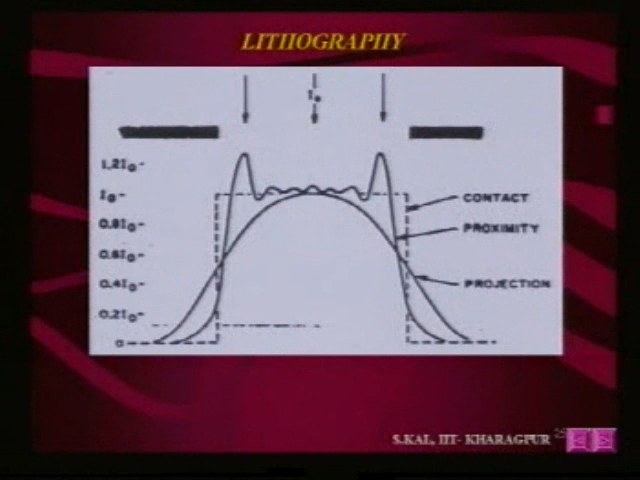 LITHOGRAPHY
I₀
1.2I₀-
I₀-
0.8I₀-
0.6I₀-
0.4I₀-
0.2I₀-
0
CONTACT
PROXIMITY
PROJECTION
S.KAL, IIT- KHARAGPUR